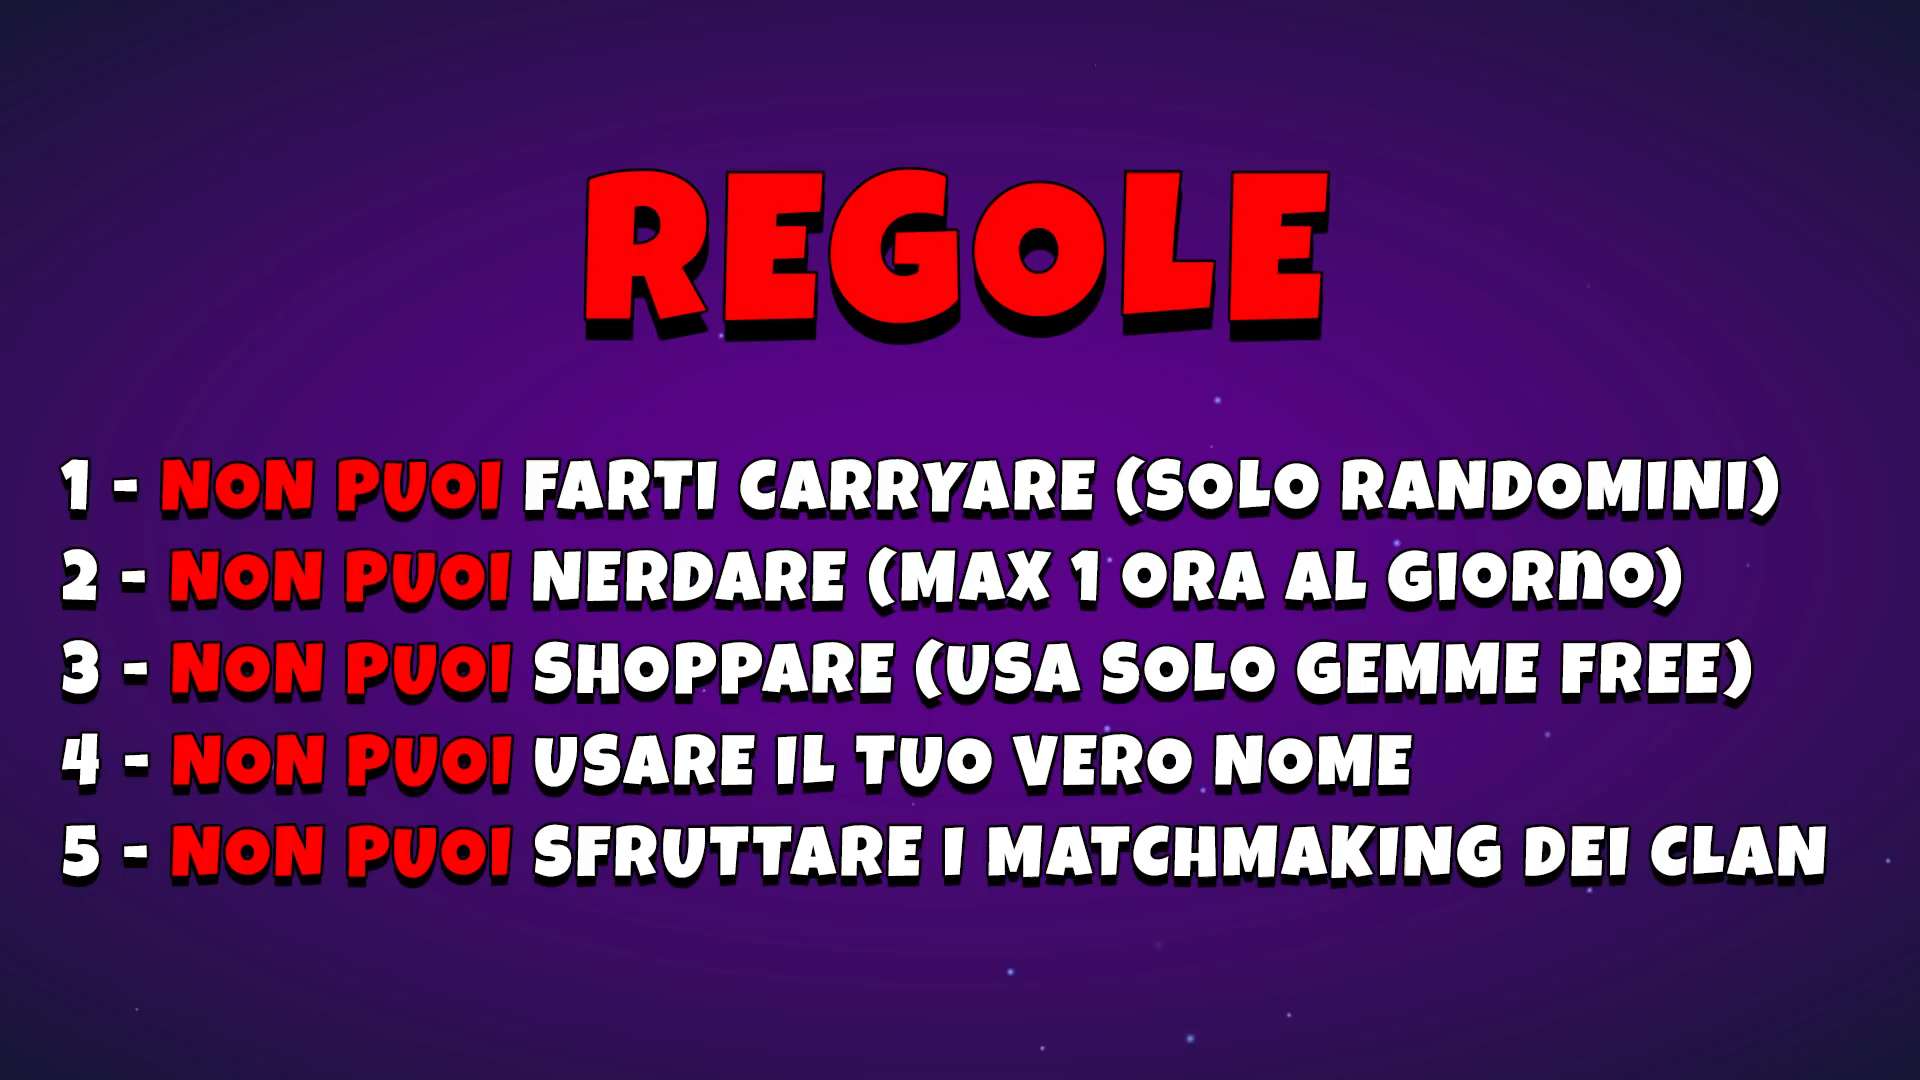 REGOLE
1 - NON PUOI FARTI CARRYARE (SOLO RANDOMINI)
2 - NON PUOI NERDARE (MAX 1 ORA AL GIORNO)
3 - NON PUOI SHOPPARE (USA SOLO GEMME FREE)
4 - NON PUOI USARE IL TUO VERO NOME
5 - NON PUOI SFRUTTARE I MATCHMAKING DEI CLAN